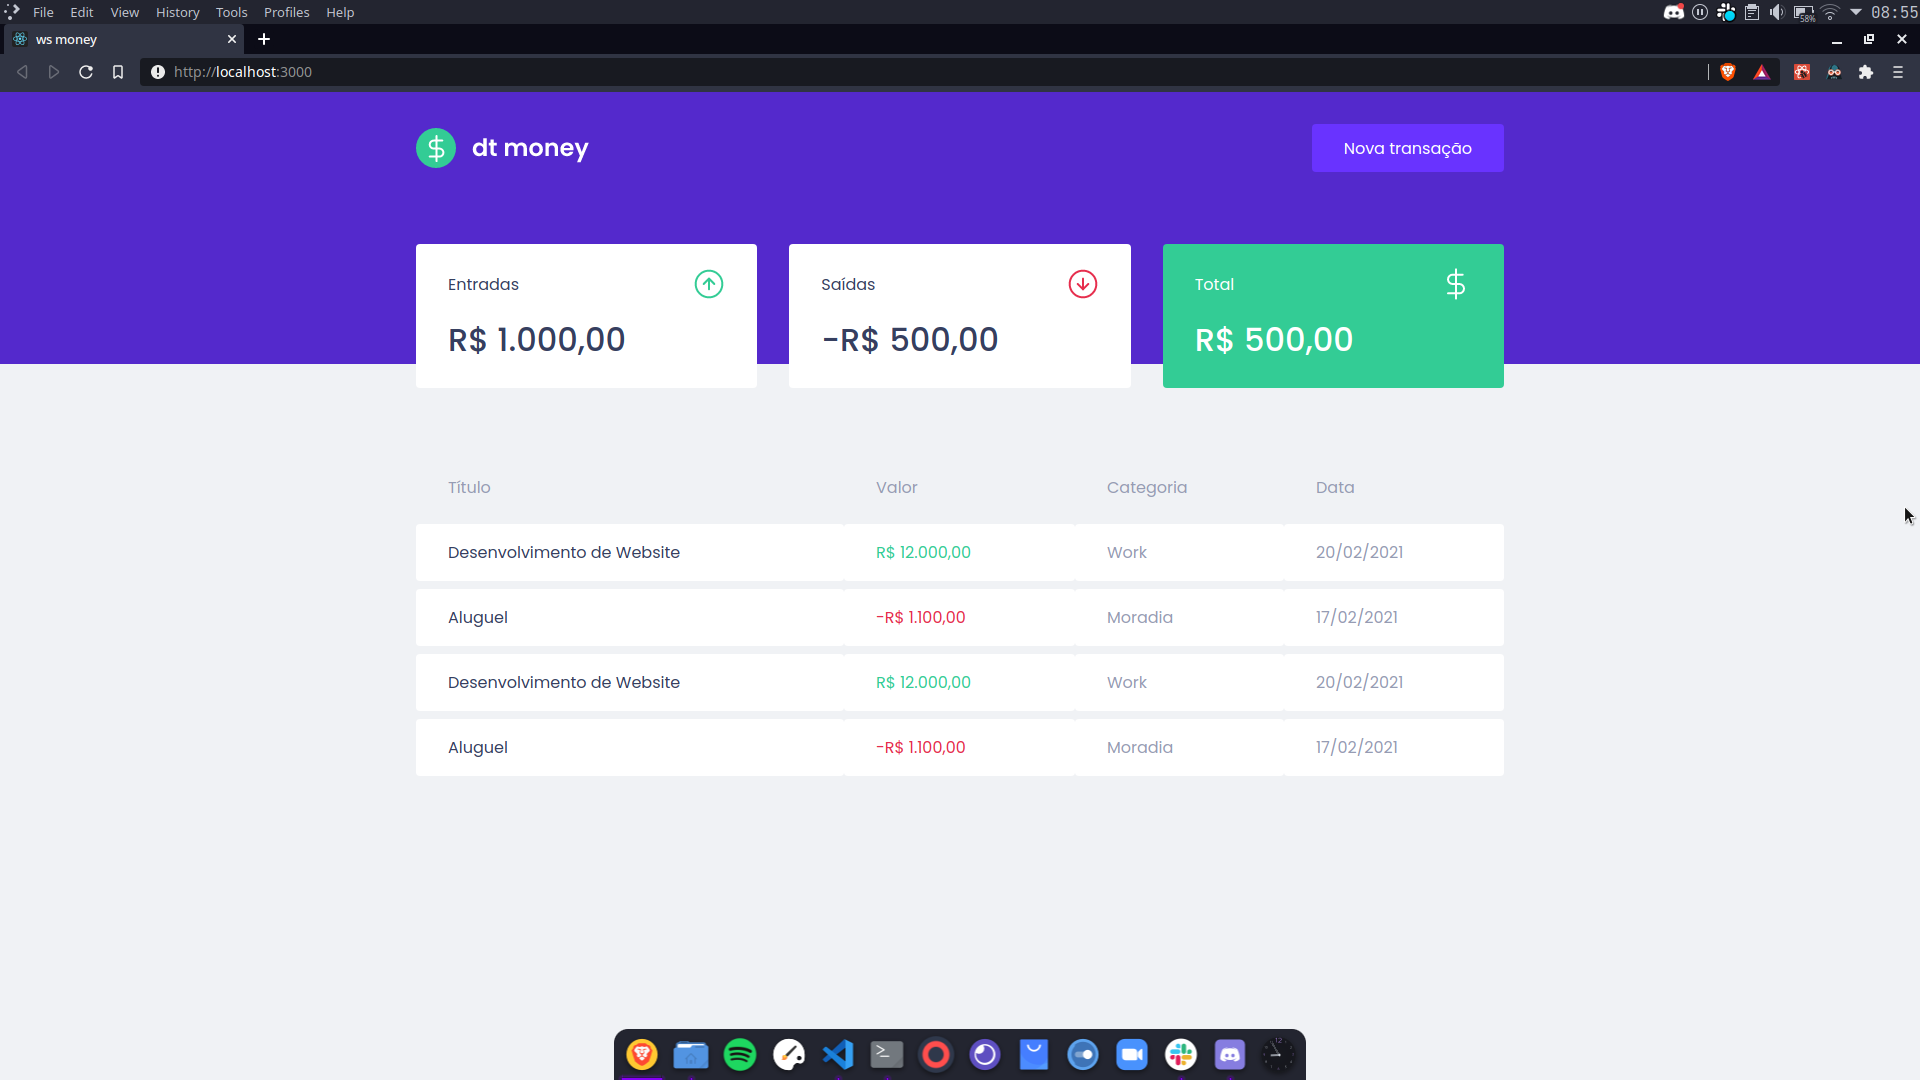 File Edit View History Tools Profiles Help 58% 08:55
ws money
http://localhost:3000
dt money Nova transação
Entradas Saídas Total $
R$ 1.000,00 -R$ 500,00 R$ 500,00
Título Valor Categoria Data
Desenvolvimento de Website R$ 12.000,00 Work 20/02/2021
Aluguel -R$ 1.100,00 Moradia 17/02/2021
Desenvolvimento de Website R$ 12.000,00 Work 20/02/2021
Aluguel -R$ 1.100,00 Moradia 17/02/2021
12